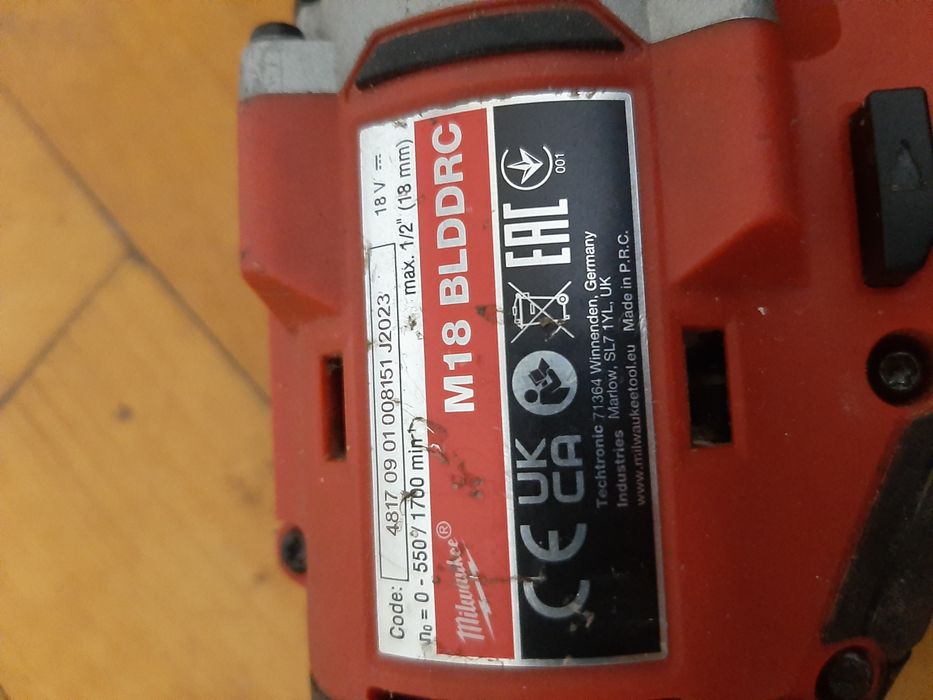 Code: 4817 09 01 008151 J2023 18 V
n₀ = 0 - 550 / 1700 min⁻¹ max. 1/2" (18 mm)
Milwaukee® M18 BLDDRC
CE UK CA EAC 001
Techtronic Industries
71364 Winnenden, Germany
Marlow, SL7 1YL, UK
www.milwaukeetool.eu Made in P.R.C.